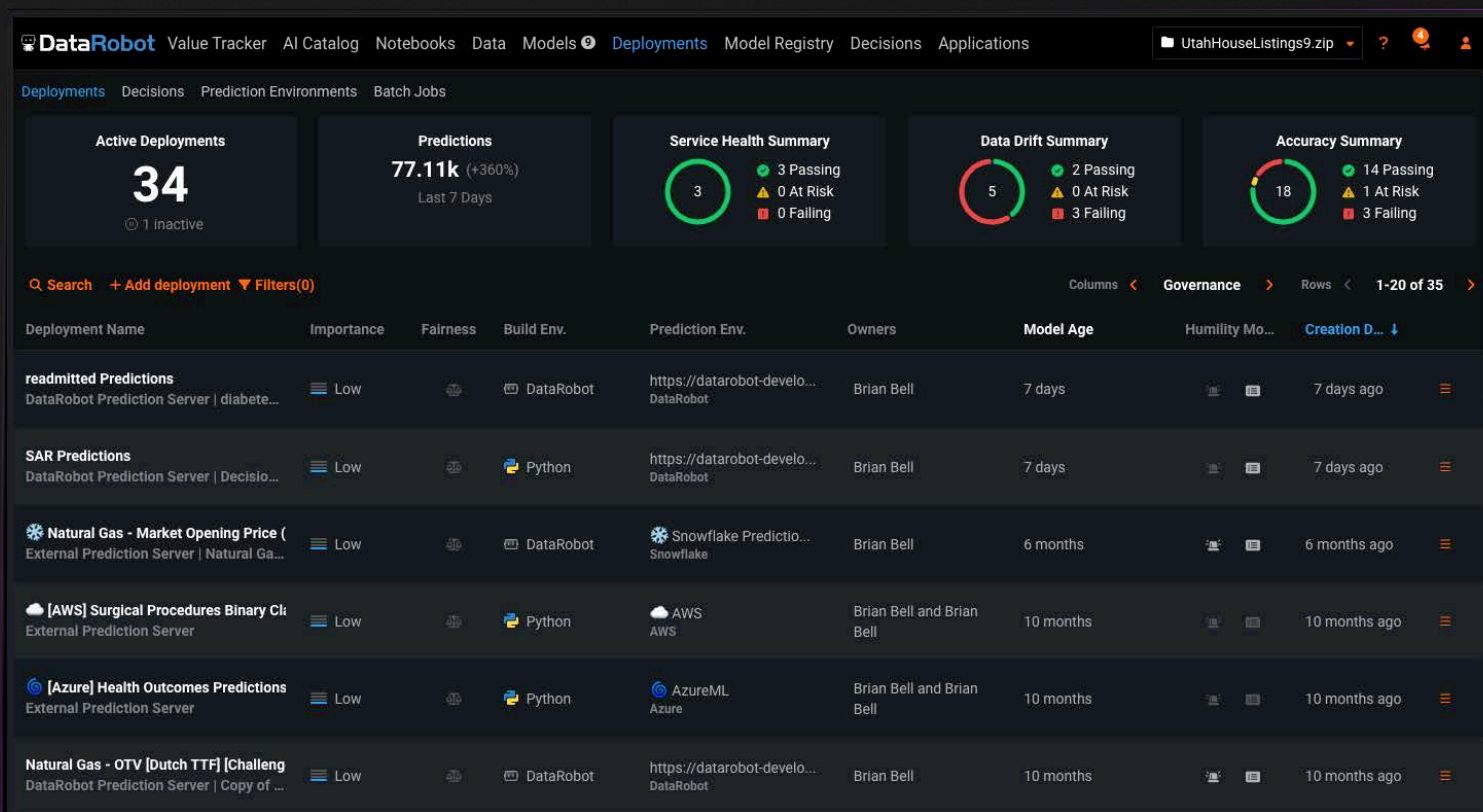 DataRobot Value Tracker AI Catalog Notebooks Data Models 9 Deployments Model Registry Decisions Applications UtahHouseListings9.zip ? 4
Deployments Decisions Prediction Environments Batch Jobs
Active Deployments
34
1 inactive
Predictions
77.11k (+360%)
Last 7 Days
Service Health Summary
3
3 Passing
0 At Risk
0 Failing
Data Drift Summary
5
2 Passing
0 At Risk
3 Failing
Accuracy Summary
18
14 Passing
1 At Risk
3 Failing
Search + Add deployment Filters(0) Columns < Governance > Rows < 1-20 of 35 >
Deployment Name Importance Fairness Build Env. Prediction Env. Owners Model Age Humility Mo... Creation D... ↓
readmitted Predictions
DataRobot Prediction Server | diabete...
Low
DataRobot
https://datarobot-develo...
DataRobot
Brian Bell
7 days
7 days ago
SAR Predictions
DataRobot Prediction Server | Decisio...
Low
Python
https://datarobot-develo...
DataRobot
Brian Bell
7 days
7 days ago
Natural Gas - Market Opening Price (
External Prediction Server | Natural Ga...
Low
DataRobot
Snowflake Predictio...
Snowflake
Brian Bell
6 months
6 months ago
[AWS] Surgical Procedures Binary Cla
External Prediction Server
Low
Python
AWS
AWS
Brian Bell and Brian
Bell
10 months
10 months ago
[Azure] Health Outcomes Predictions
External Prediction Server
Low
Python
AzureML
Azure
Brian Bell and Brian
Bell
10 months
10 months ago
Natural Gas - OTV [Dutch TTF] [Challeng
DataRobot Prediction Server | Copy of ...
Low
DataRobot
https://datarobot-develo...
DataRobot
Brian Bell
10 months
10 months ago